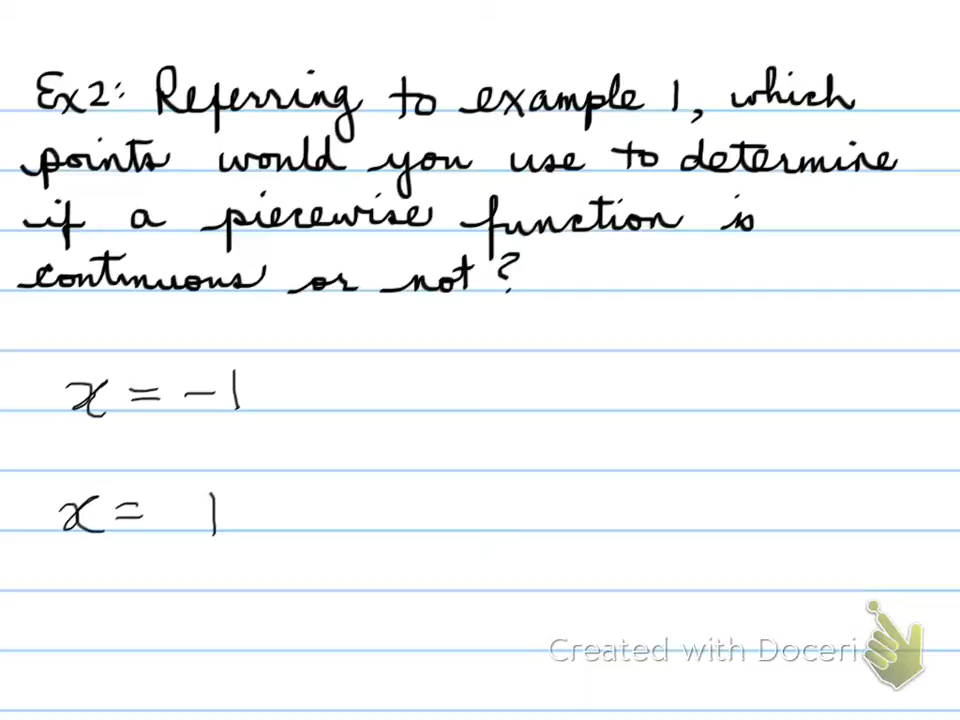 Ex2: Referring to example 1, which
points would you use to determine
if a piecewise function is
continuous or not?
x = -1
x = 1
Created with Doceri